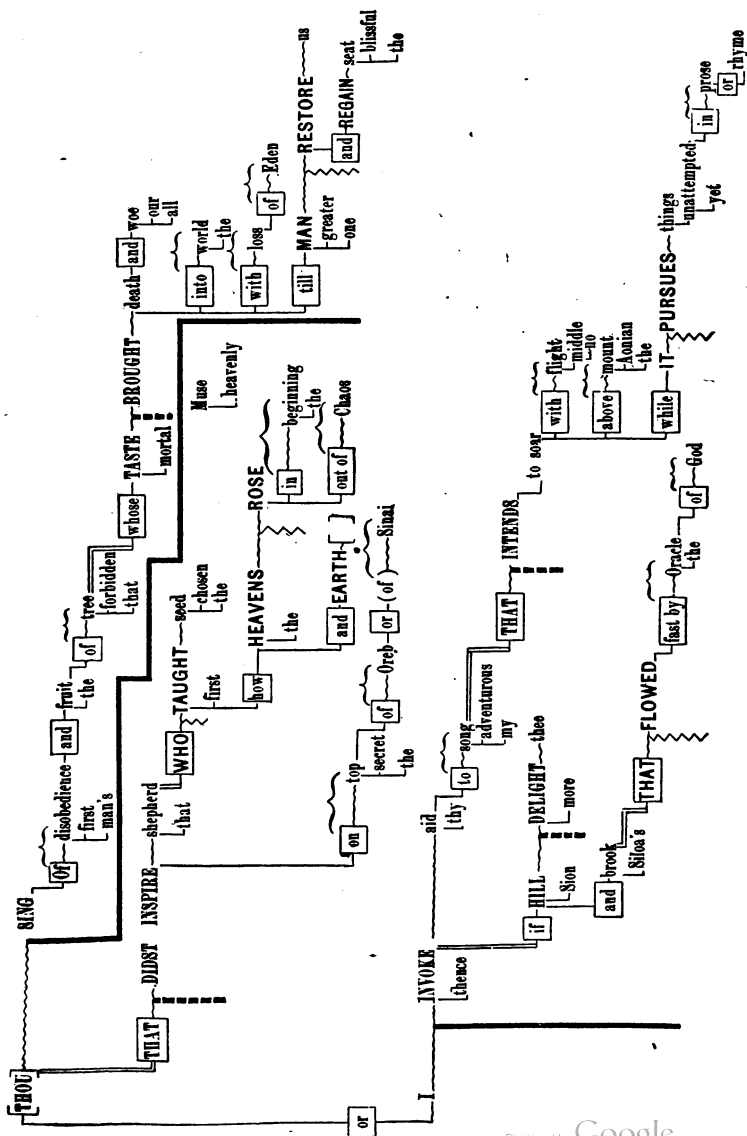 [THOU SING
Of disobedience and fruit of tree whose TASTE BROUGHT death and woe
first the forbidden mortal our
man's that all
into world
the
with loss of Eden
till MAN RESTORE us
greater
one
and REGAIN seat
blissful
the
Muse
heavenly
THAT DIDST INSPIRE shepherd WHO TAUGHT seed
that first chosen
the
how HEAVENS ROSE
the
in beginning
the
out of Chaos
and EARTH [ ]
on top of Oreb or (of) Sinai
secret
the
or
I INVOKE aid to song THAT INTENDS to soar
thence thy adventurous
my
with flight
middle
no
above mount
Aonian
the
while IT PURSUES things
unattempted in prose
yet or
rhyme
if HILL DELIGHT thee
Sion more
and brook THAT FLOWED fast by Oracle of God
Siloa's the
Google